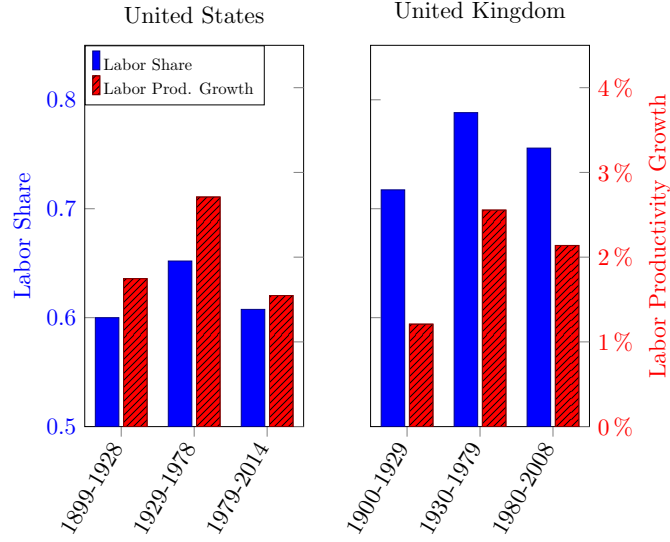 United States
United Kingdom
Labor Share
Labor Prod. Growth
0.8
0.7
0.6
0.5
Labor Share
1899-1928
1929-1978
1979-2014
1900-1929
1930-1979
1980-2008
4 %
3 %
2 %
1 %
0 %
Labor Productivity Growth